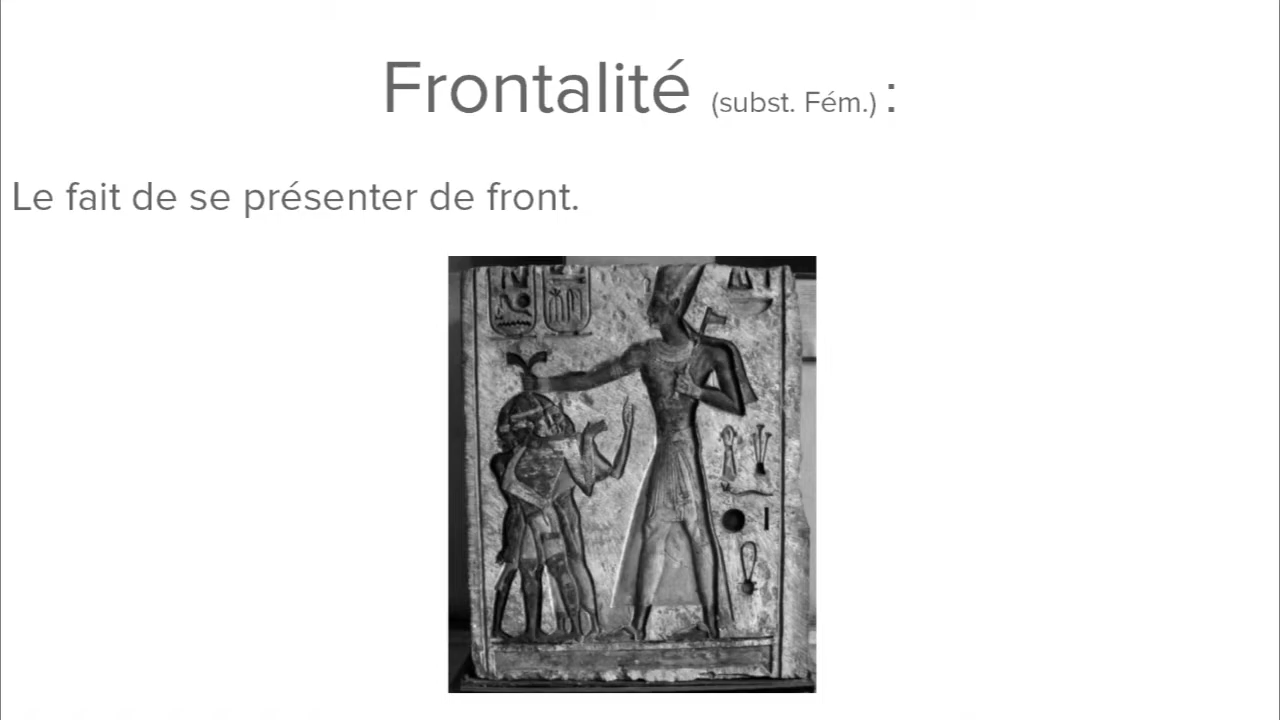 Frontalité (subst. Fém.) :
Le fait de se présenter de front.